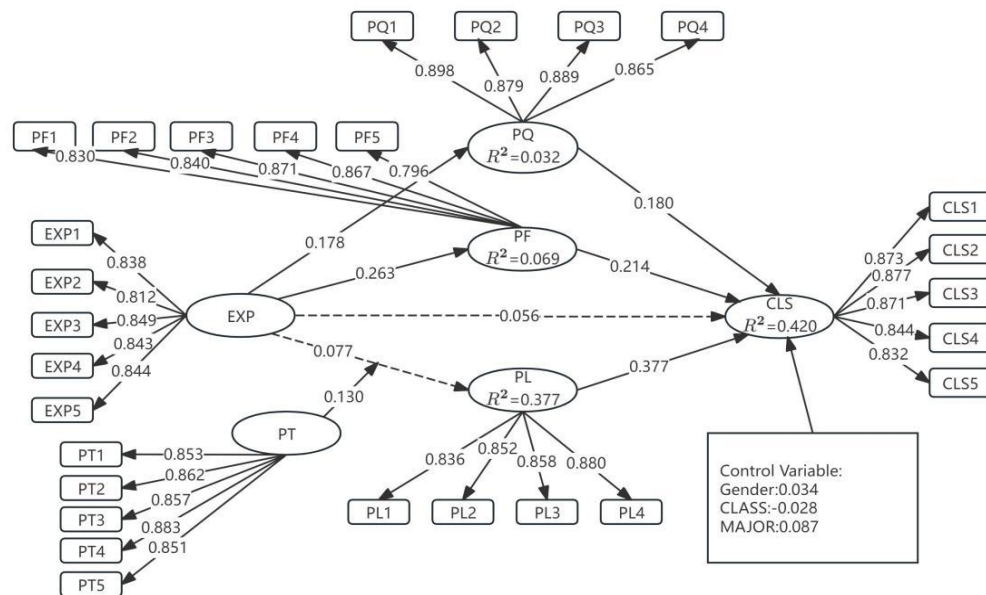 PQ1 PQ2 PQ3 PQ4
0.898 0.879 0.889 0.865
PF1 PF2 PF3 PF4 PF5
0.830 0.840 0.871 0.867 0.796
PQ
R²=0.032
0.178
0.180
PF
R²=0.069
0.263
0.214
EXP1
EXP2
EXP3
EXP4
EXP5
0.838
0.812
0.849
0.843
0.844
EXP
0.056
CLS
R²=0.420
CLS1
CLS2
CLS3
CLS4
CLS5
0.873
0.877
0.871
0.844
0.832
0.077
0.130
PL
R²=0.377
0.377
PT
PT1
PT2
PT3
PT4
PT5
0.853
0.862
0.857
0.883
0.851
0.836 0.852 0.858 0.880
PL1 PL2 PL3 PL4
Control Variable:
Gender:0.034
CLASS:-0.028
MAJOR:0.087